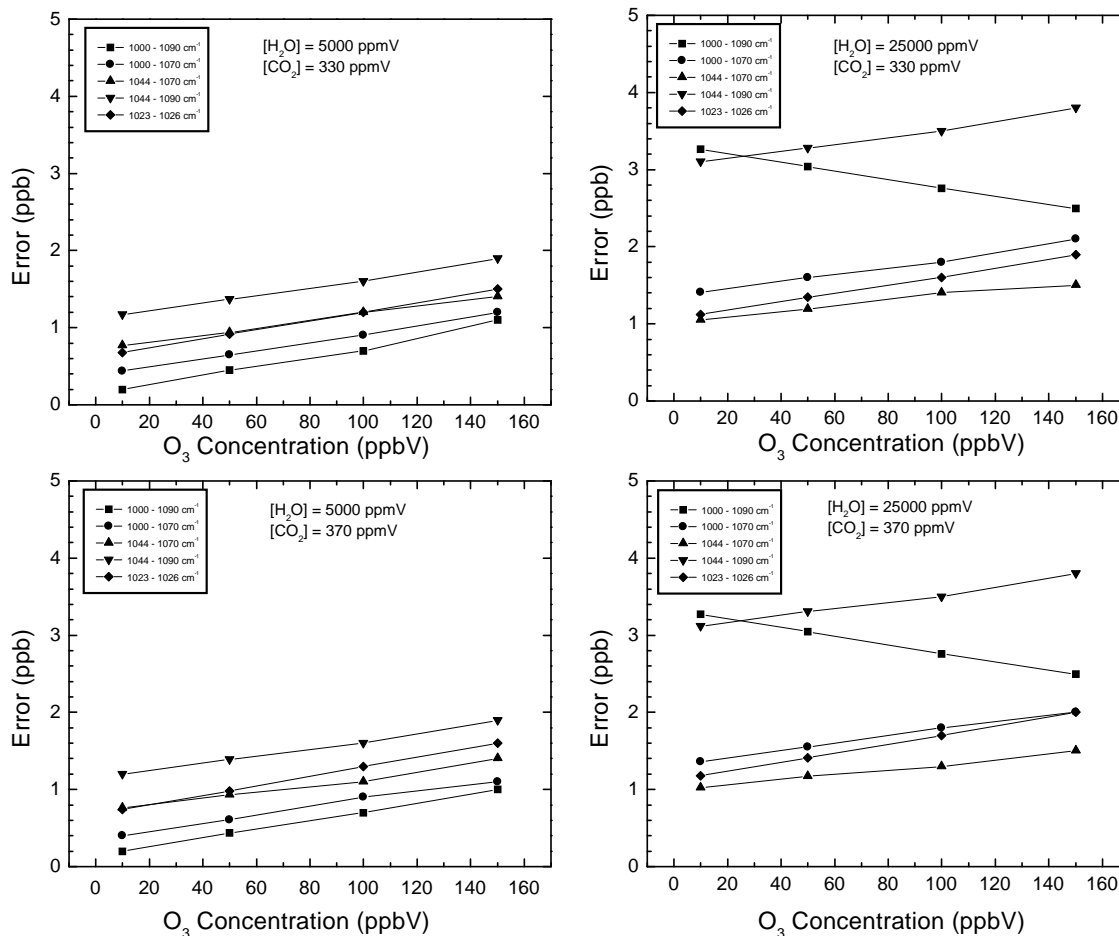 5
4
3
2
1
0
Error (ppb)
1000 - 1090 cm⁻¹
1000 - 1070 cm⁻¹
1044 - 1070 cm⁻¹
1044 - 1090 cm⁻¹
1023 - 1026 cm⁻¹
[H₂O] = 5000 ppmV
[CO₂] = 330 ppmV
0 20 40 60 80 100 120 140 160
O₃ Concentration (ppbV)
5
4
3
2
1
0
Error (ppb)
1000 - 1090 cm⁻¹
1000 - 1070 cm⁻¹
1044 - 1070 cm⁻¹
1044 - 1090 cm⁻¹
1023 - 1026 cm⁻¹
[H₂O] = 25000 ppmV
[CO₂] = 330 ppmV
0 20 40 60 80 100 120 140 160
O₃ Concentration (ppbV)
5
4
3
2
1
0
Error (ppb)
1000 - 1090 cm⁻¹
1000 - 1070 cm⁻¹
1044 - 1070 cm⁻¹
1044 - 1090 cm⁻¹
1023 - 1026 cm⁻¹
[H₂O] = 5000 ppmV
[CO₂] = 370 ppmV
0 20 40 60 80 100 120 140 160
O₃ Concentration (ppbV)
5
4
3
2
1
0
Error (ppb)
1000 - 1090 cm⁻¹
1000 - 1070 cm⁻¹
1044 - 1070 cm⁻¹
1044 - 1090 cm⁻¹
1023 - 1026 cm⁻¹
[H₂O] = 25000 ppmV
[CO₂] = 370 ppmV
0 20 40 60 80 100 120 140 160
O₃ Concentration (ppbV)